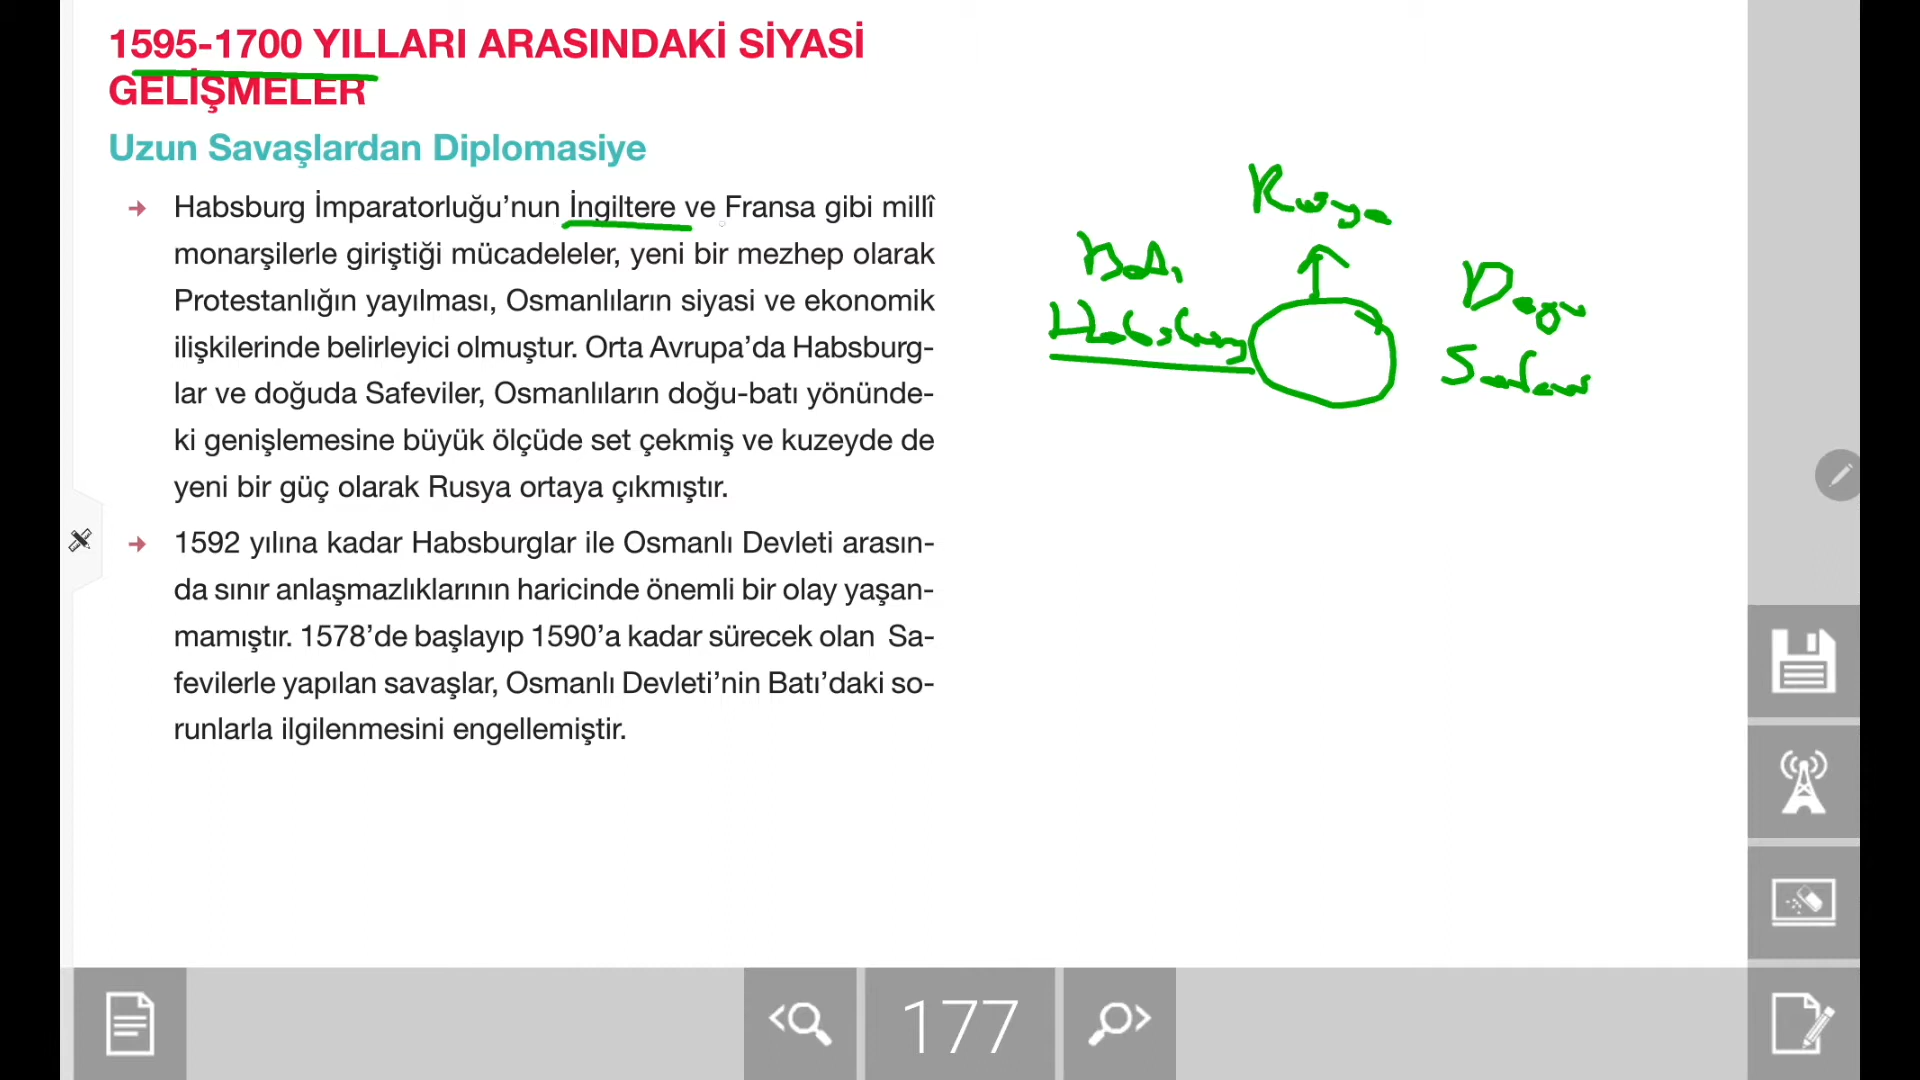 1595-1700 YILLARI ARASINDAKİ SİYASİ
GELİŞMELER
Uzun Savaşlardan Diplomasiye
Habsburg İmparatorluğu’nun İngiltere ve Fransa gibi millî
monarşilerle giriştiği mücadeleler, yeni bir mezhep olarak
Protestanlığın yayılması, Osmanlıların siyasi ve ekonomik
ilişkilerinde belirleyici olmuştur. Orta Avrupa’da Habsburg-
lar ve doğuda Safeviler, Osmanlıların doğu-batı yönünde-
ki genişlemesine büyük ölçüde set çekmiş ve kuzeyde de
yeni bir güç olarak Rusya ortaya çıkmıştır.
1592 yılına kadar Habsburglar ile Osmanlı Devleti arasın-
da sınır anlaşmazlıklarının haricinde önemli bir olay yaşan-
mamıştır. 1578’de başlayıp 1590’a kadar sürecek olan Sa-
fevilerle yapılan savaşlar, Osmanlı Devleti’nin Batı’daki so-
runlarla ilgilenmesini engellemiştir.
Rusya
Batı
Habsburg
Doğu
177